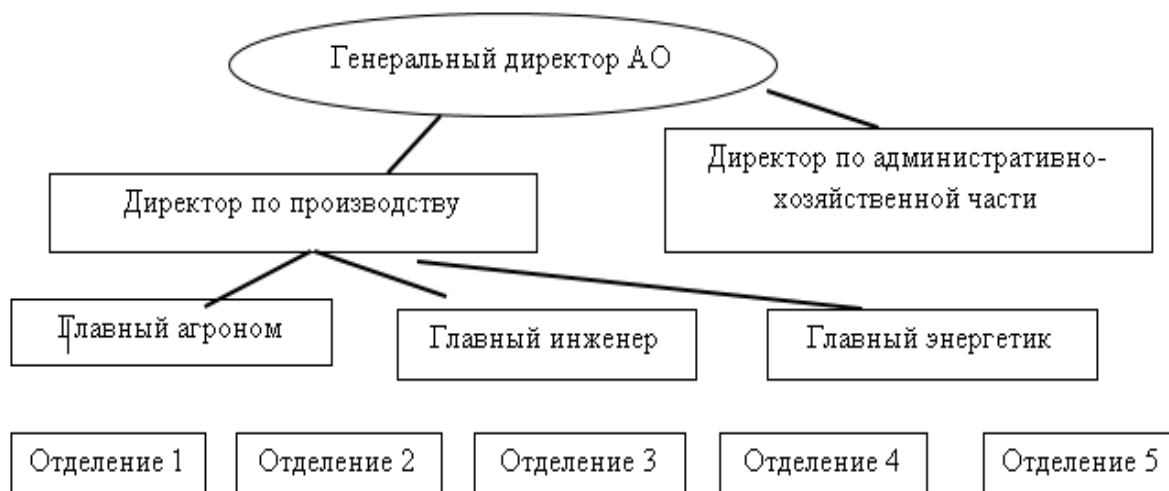 Генеральный директор АО
Директор по административно-
хозяйственной части
Директор по производству
Главный агроном
Главный инженер
Главный энергетик
Отделение 1
Отделение 2
Отделение 3
Отделение 4
Отделение 5